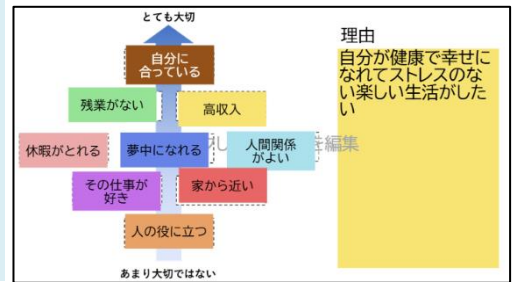 とても大切
自分に
合っている
残業がない
高収入
休暇がとれる
夢中になれる
人間関係
がよい
を編集
その仕事が
好き
家から近い
人の役に立つ
あまり大切ではない
理由
自分が健康で幸せに
なれてストレスのな
い楽しい生活がした
い